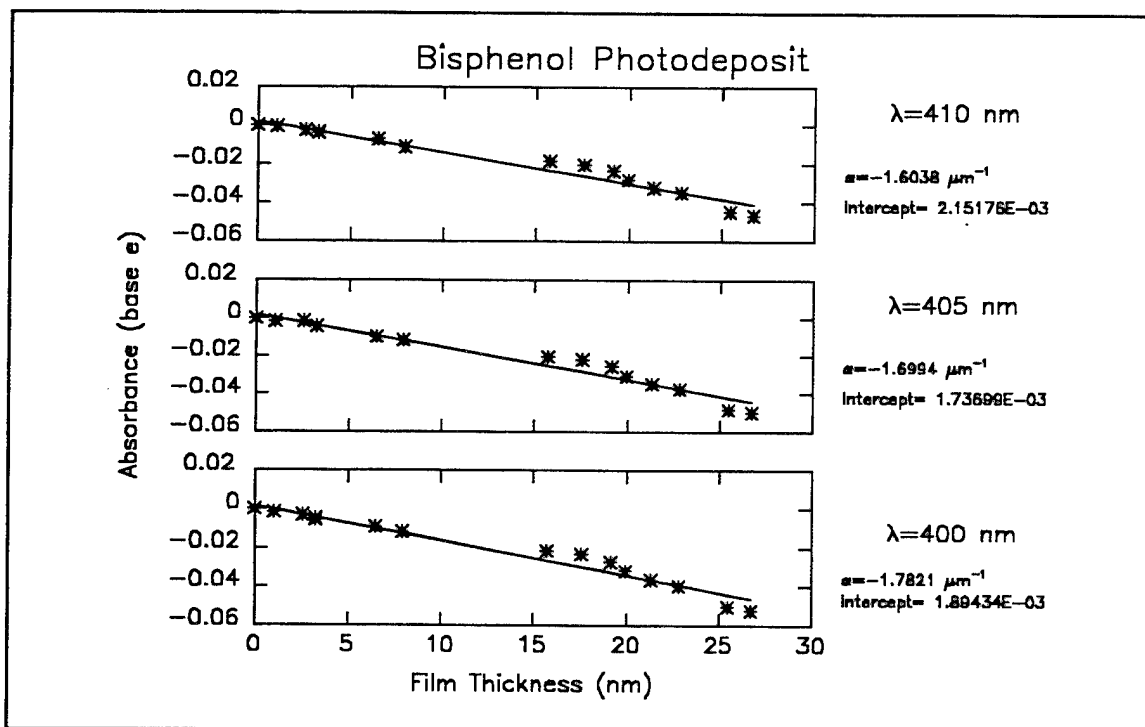 Bisphenol Photodeposit
Absorbance (base e)
0.02
0
−0.02
−0.04
−0.06
λ=410 nm
α=−1.6038 μm⁻¹
Intercept= 2.15176E−03
0.02
0
−0.02
−0.04
−0.06
λ=405 nm
α=−1.6994 μm⁻¹
Intercept= 1.73699E−03
0.02
0
−0.02
−0.04
−0.06
λ=400 nm
α=−1.7821 μm⁻¹
Intercept= 1.89434E−03
0 5 10 15 20 25 30
Film Thickness (nm)